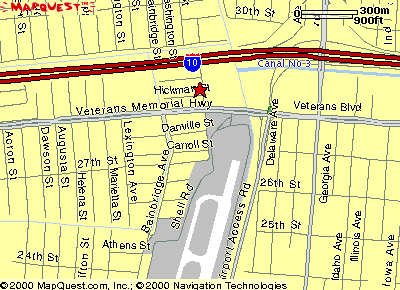 MAPQUEST
30th St
300m
900ft
Bainbridge St
10
Canal No 3
Hickman St
Veterans Memorial Hwy
Veterans Blvd
Danville St
Carroll St
Acron St
Dawson St
Augusta St
Helena St
27th St
Marietta St
Lexington Ave
Bainbridge Ave
Shell Rd
Airport Access Rd
Delaware Ave
26th St
25th St
Georgia Ave
Idaho Ave
Illinois Ave
Iowa Ave
24th St
Athens St
©2000 MapQuest.com, Inc.; © 2000 Navigation Technologies